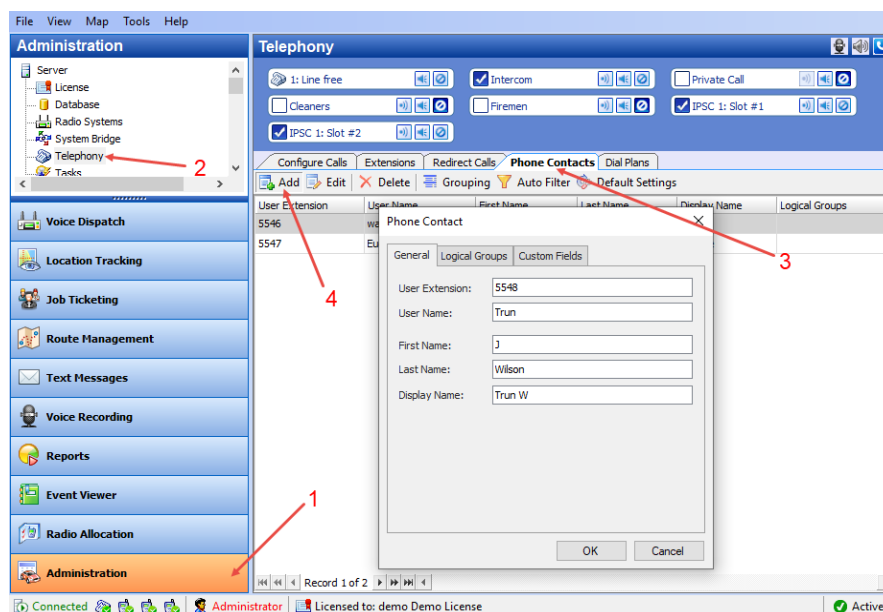 File View Map Tools Help
Administration
Server
License
Database
Radio Systems
System Bridge
Telephony
Tasks
2
Voice Dispatch
Location Tracking
Job Ticketing
Route Management
Text Messages
Voice Recording
Reports
Event Viewer
Radio Allocation
Administration
1
Telephony
1: Line free Intercom Private Call
Cleaners Firemen IPSC 1: Slot #1
IPSC 1: Slot #2
Configure Calls Extensions Redirect Calls Phone Contacts Dial Plans
Add Edit Delete Grouping Auto Filter Default Settings
User Extension User Name First Name Last Name Display Name Logical Groups
5546
5547 Eu
3
4
Phone Contact
General Logical Groups Custom Fields
User Extension: 5548
User Name: Trun
First Name: J
Last Name: Wilson
Display Name: Trun W
OK Cancel
Record 1 of 2
Connected Administrator Licensed to: demo Demo License Active